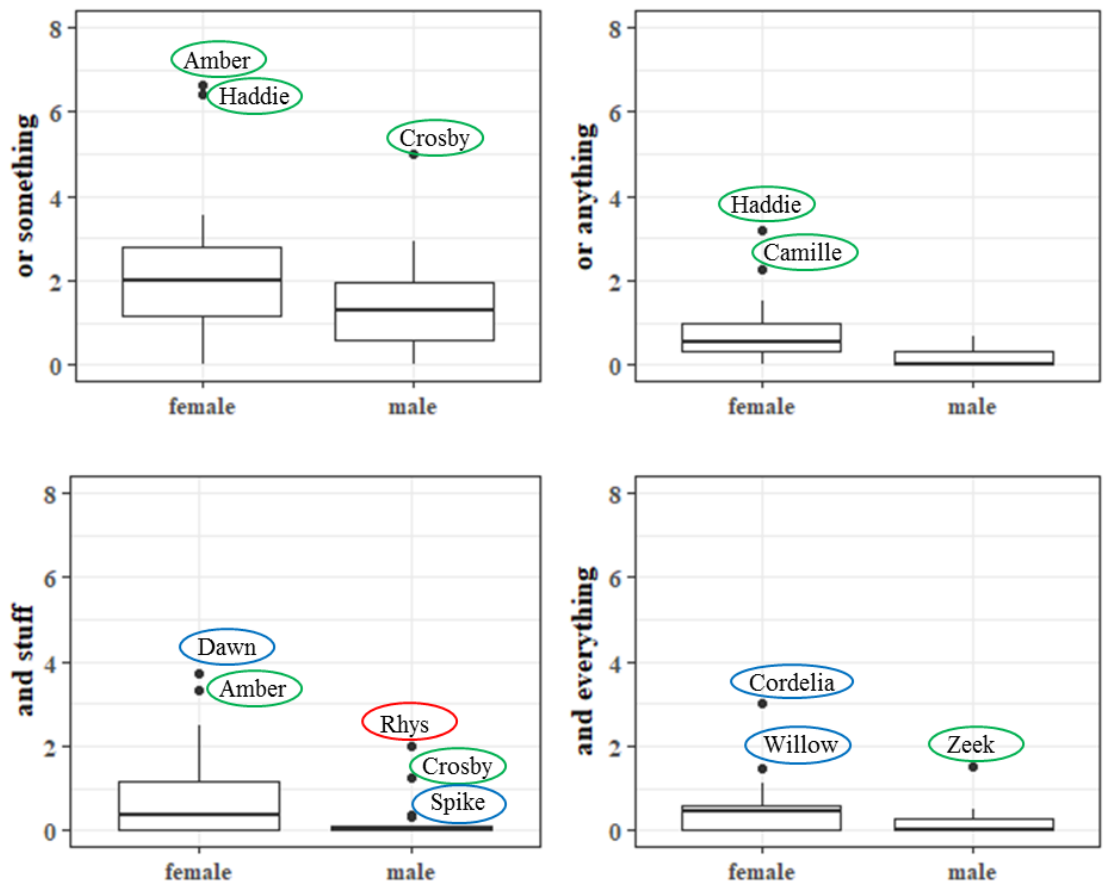 or something
8
6
4
2
0
Amber
Haddie
Crosby
female
male
or anything
8
6
4
2
0
Haddie
Camille
female
male
and stuff
8
6
4
2
0
Dawn
Amber
Rhys
Crosby
Spike
female
male
and everything
8
6
4
2
0
Cordelia
Willow
Zeek
female
male